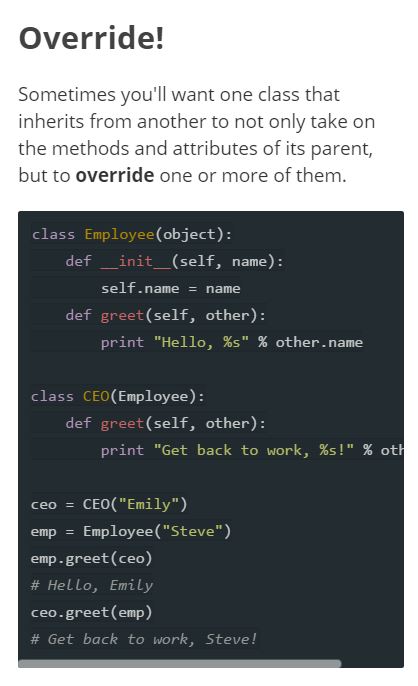 Override!
Sometimes you'll want one class that
inherits from another to not only take on
the methods and attributes of its parent,
but to override one or more of them.
class Employee(object):
    def __init__(self, name):
        self.name = name
    def greet(self, other):
        print "Hello, %s" % other.name
class CEO(Employee):
    def greet(self, other):
        print "Get back to work, %s!" % oth
ceo = CEO("Emily")
emp = Employee("Steve")
emp.greet(ceo)
# Hello, Emily
ceo.greet(emp)
# Get back to work, Steve!